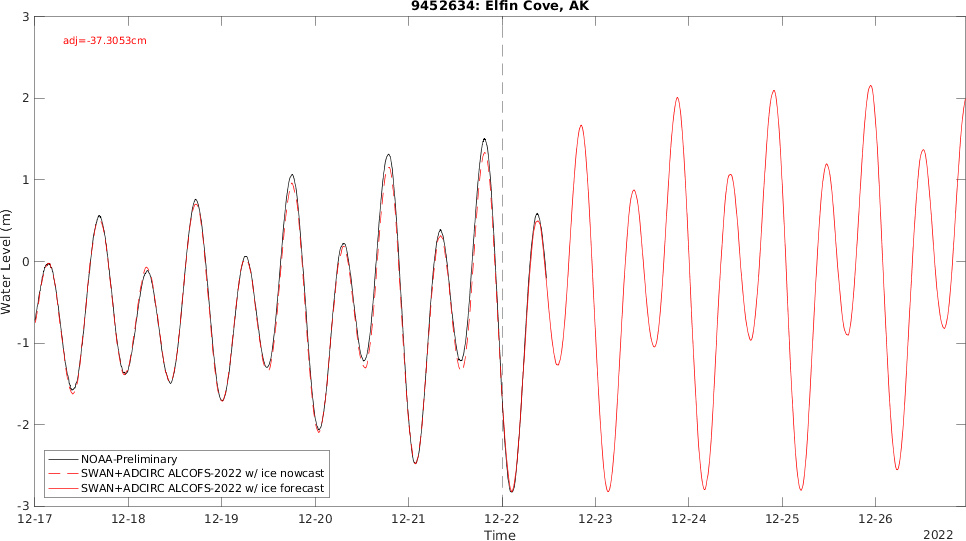 9452634: Elfin Cove, AK
adj=-37.3053cm
3
2
1
0
-1
-2
-3
Water Level (m)
NOAA-Preliminary
SWAN+ADCIRC ALCOFS-2022 w/ ice nowcast
SWAN+ADCIRC ALCOFS-2022 w/ ice forecast
12-17 12-18 12-19 12-20 12-21 12-22 12-23 12-24 12-25 12-26
Time
2022